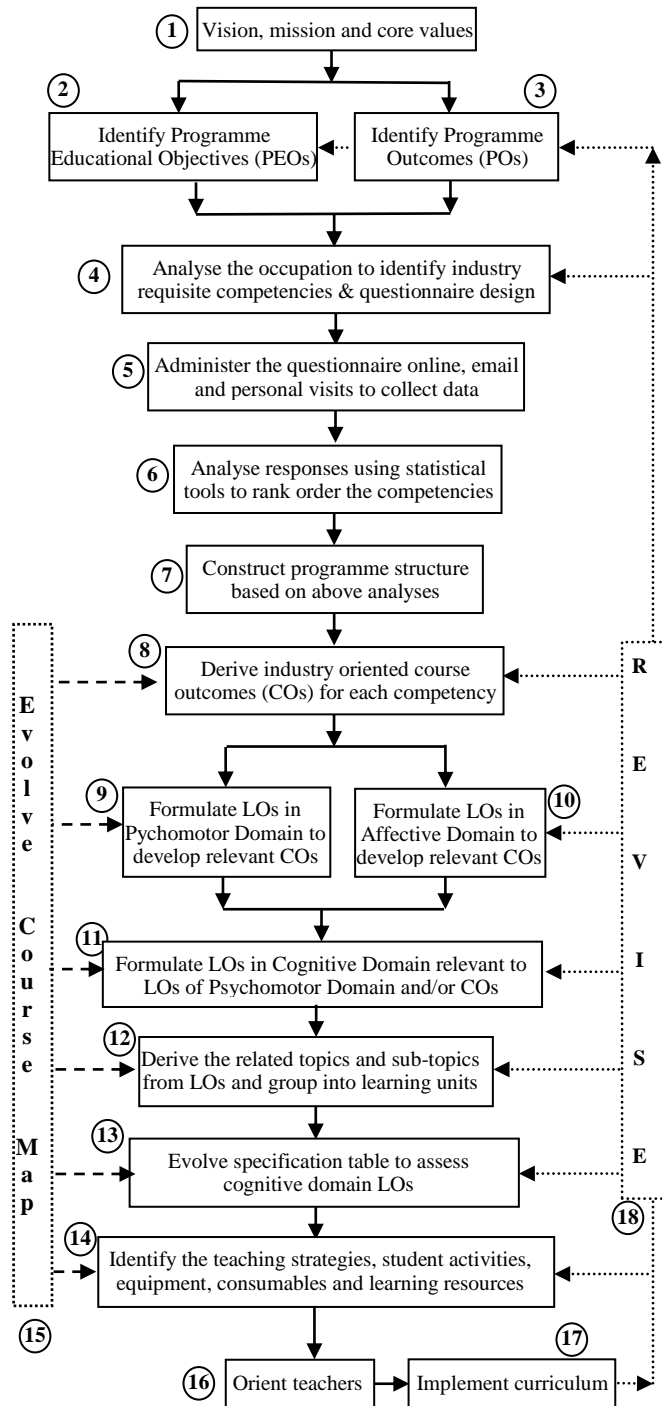 1
Vision, mission and core values
2
3
Identify Programme
Educational Objectives (PEOs)
Identify Programme
Outcomes (POs)
4
Analyse the occupation to identify industry
requisite competencies & questionnaire design
5
Administer the questionnaire online, email
and personal visits to collect data
6
Analyse responses using statistical
tools to rank order the competencies
7
Construct programme structure
based on above analyses
8
Derive industry oriented course
outcomes (COs) for each competency
9
Formulate LOs in
Pychomotor Domain to
develop relevant COs
10
Formulate LOs in
Affective Domain to
develop relevant COs
11
Formulate LOs in Cognitive Domain relevant to
LOs of Psychomotor Domain and/or COs
12
Derive the related topics and sub-topics
from LOs and group into learning units
13
Evolve specification table to assess
cognitive domain LOs
14
Identify the teaching strategies, student activities,
equipment, consumables and learning resources
Evolve Course Map
15
REVISE
18
16
Orient teachers
17
Implement curriculum